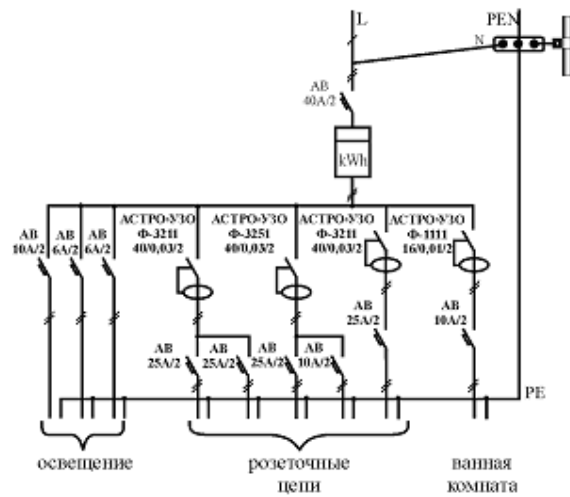 L
PEN
N
АВ
40А/2
kWh
АСТРО-УЗО
Ф-3211
40/0,03/2
АСТРО-УЗО
Ф-3251
40/0,03/2
АСТРО-УЗО
Ф-3211
40/0,03/2
АСТРО-УЗО
Ф-1111
16/0,01/2
АВ
10А/2
АВ
6А/2
АВ
6А/2
АВ
25А/2
АВ
25А/2
АВ
25А/2
АВ
10А/2
АВ
25А/2
АВ
10А/2
PE
освещение
розеточные
цепи
ванная
комната